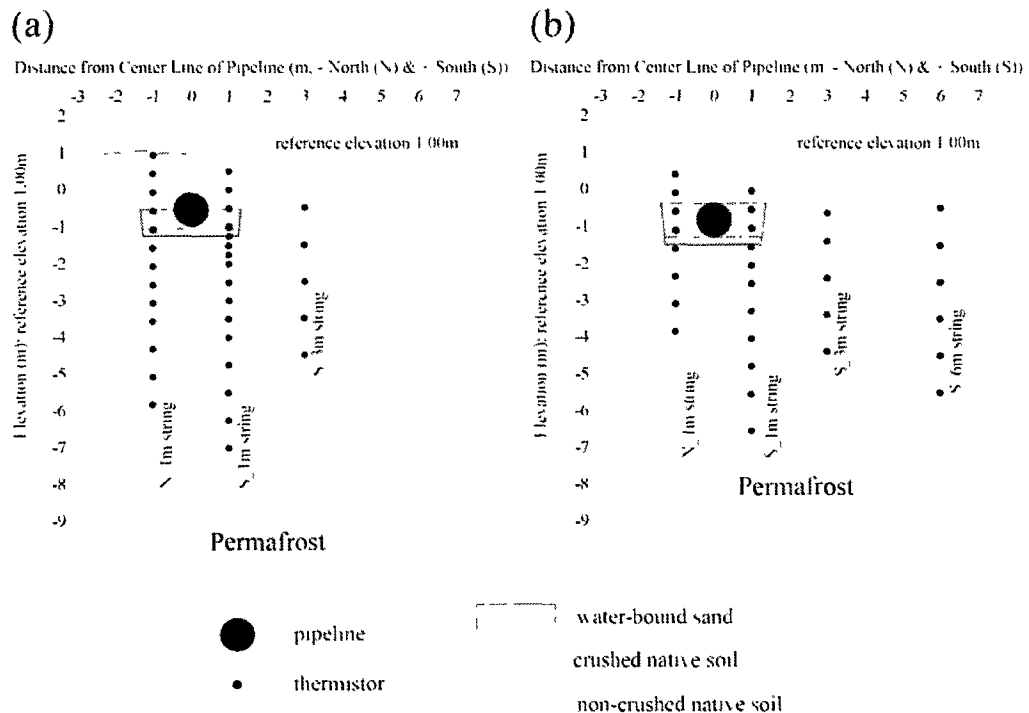 (a)
Distance from Center Line of Pipeline (m, - North (N) & · South (S))
-3 -2 -1 0 1 2 3 4 5 6 7
2
1
0
-1
-2
-3
-4
-5
-6
-7
-8
-9
Elevation (m): reference elevation 1.00m
reference elevation 1 00m
1m string
S 1m string
S 3m string
Permafrost
(b)
Distance from Center Line of Pipeline (m - North (N) & · South (S))
-3 -2 -1 0 1 2 3 4 5 6 7
2
1
0
-1
-2
-3
-4
-5
-6
-7
-8
-9
Elevation (m): reference elevation 1 00m
reference elevation 1 00m
N 1m string
S 1m string
S 3m string
S 6m string
Permafrost
pipeline
thermistor
water-bound sand
crushed native soil
non-crushed native soil